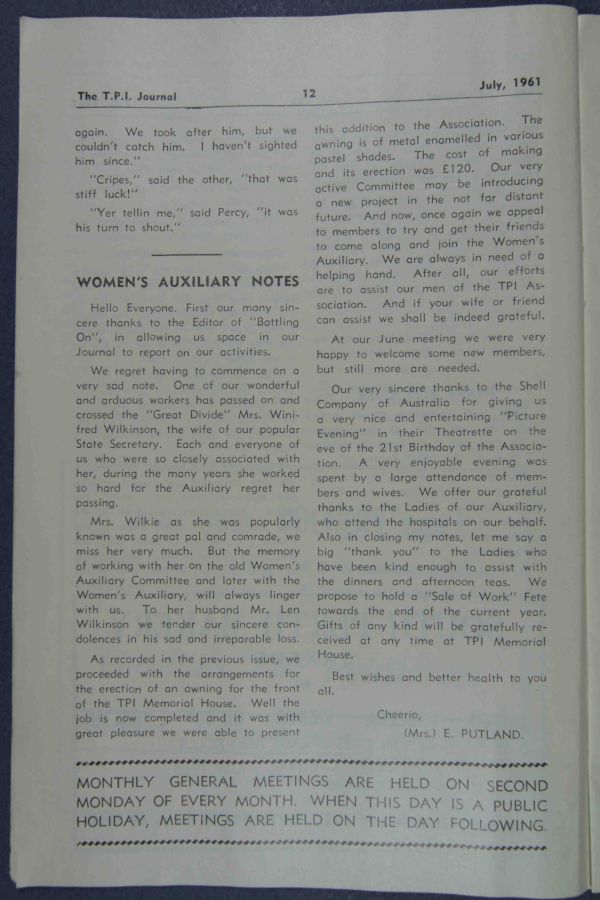 The T.P.I. Journal
12
July, 1961
again. We took after him, but we
couldn't catch him. I haven't sighted
him since."
"Cripes," said the other, "that was
stiff luck!"
"Yer tellin me," said Percy, "it was
his turn to shout."
WOMEN'S AUXILIARY NOTES
Hello Everyone. First our many sin-
cere thanks to the Editor of "Battling
On", in allowing us space in our
Journal to report on our activities.
We regret having to commence on a
very sad note. One of our wonderful
and arduous workers has passed on and
crossed the "Great Divide" Mrs. Wini-
fred Wilkinson, the wife of our popular
State Secretary. Each and everyone of
us who were so closely associated with
her, during the many years she worked
so hard for the Auxiliary regret her
passing.
Mrs. Wilkie as she was popularly
known was a great pal and comrade, we
miss her very much. But the memory
of working with her on the old Women's
Auxiliary Committee and later with the
Women's Auxiliary, will always linger
with us. To her husband Mr. Len
Wilkinson we tender our sincere con-
dolences in his sad and irreparable loss.
As recorded in the previous issue, we
proceeded with the arrangements for
the erection of an awning for the front
of the TPI Memorial House. Well the
job is now completed and it was with
great pleasure we were able to present
this addition to the Association. The
awning is of metal enamelled in various
pastel shades. The cost of making
and its erection was £120. Our very
active Committee may be introducing
a new project in the not far distant
future. And now, once again we appeal
to members to try and get their friends
to come along and join the Women's
Auxiliary. We are always in need of a
helping hand. After all, our efforts
are to assist our men of the TPI As-
sociation. And if your wife or friend
can assist we shall be indeed grateful.
At our June meeting we were very
happy to welcome some new members,
but still more are needed.
Our very sincere thanks to the Shell
Company of Australia for giving us
a very nice and entertaining "Picture
Evening" in their Theatrette on the
eve of the 21st Birthday of the Associa-
tion. A very enjoyable evening was
spent by a large attendance of mem-
bers and wives. We offer our grateful
thanks to the Ladies of our Auxiliary,
who attend the hospitals on our behalf.
Also in closing my notes, let me say a
big "thank you" to the Ladies who
have been kind enough to assist with
the dinners and afternoon teas. We
propose to hold a "Sale of Work" Fete
towards the end of the current year.
Gifts of any kind will be gratefully re-
ceived at any time at TPI Memorial
House.
Best wishes and better health to you
all.
Cheerio,
(Mrs.) E. PUTLAND.
MONTHLY GENERAL MEETINGS ARE HELD ON SECOND
MONDAY OF EVERY MONTH. WHEN THIS DAY IS A PUBLIC
HOLIDAY, MEETINGS ARE HELD ON THE DAY FOLLOWING.